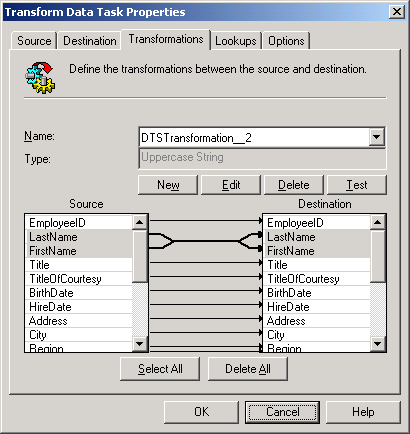 Transform Data Task Properties
Source Destination Transformations Lookups Options
Define the transformations between the source and destination.
Name: DTSTransformation__2
Type: Uppercase String
New Edit Delete Test
Source Destination
EmployeeID EmployeeID
LastName LastName
FirstName FirstName
Title Title
TitleOfCourtesy TitleOfCourtesy
BirthDate BirthDate
HireDate HireDate
Address Address
City City
Region Region
Select All Delete All
OK Cancel Help